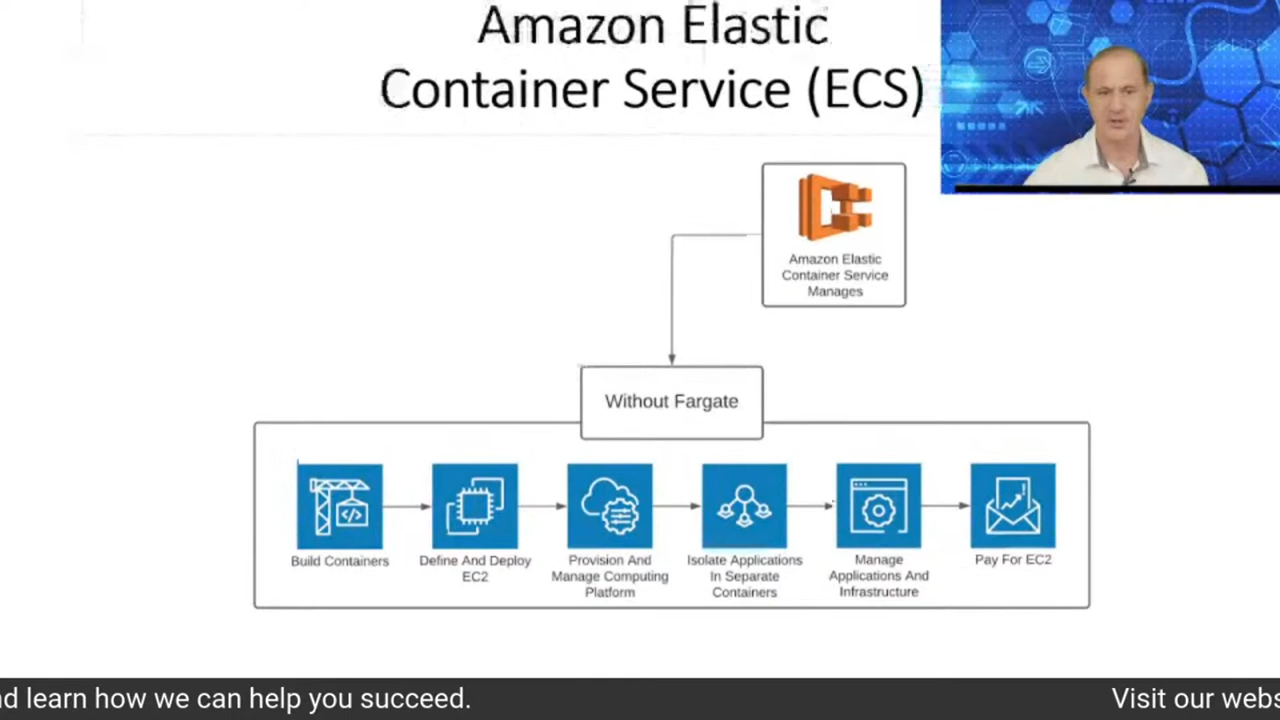 Amazon Elastic
Container Service (ECS)
Amazon Elastic
Container Service
Manages
Without Fargate
Build Containers
Define And Deploy
EC2
Provision And
Manage Computing
Platform
Isolate Applications
In Separate
Containers
Manage
Applications And
Infrastructure
Pay For EC2
d learn how we can help you succeed.
Visit our webs